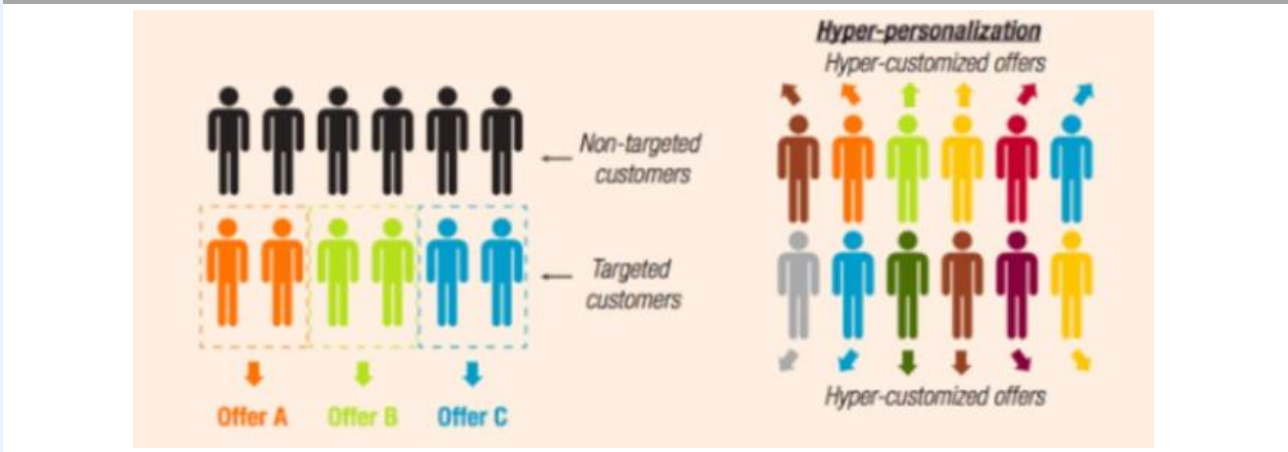 Non-targeted
customers
Targeted
customers
Offer A
Offer B
Offer C
Hyper-personalization
Hyper-customized offers
Hyper-customized offers